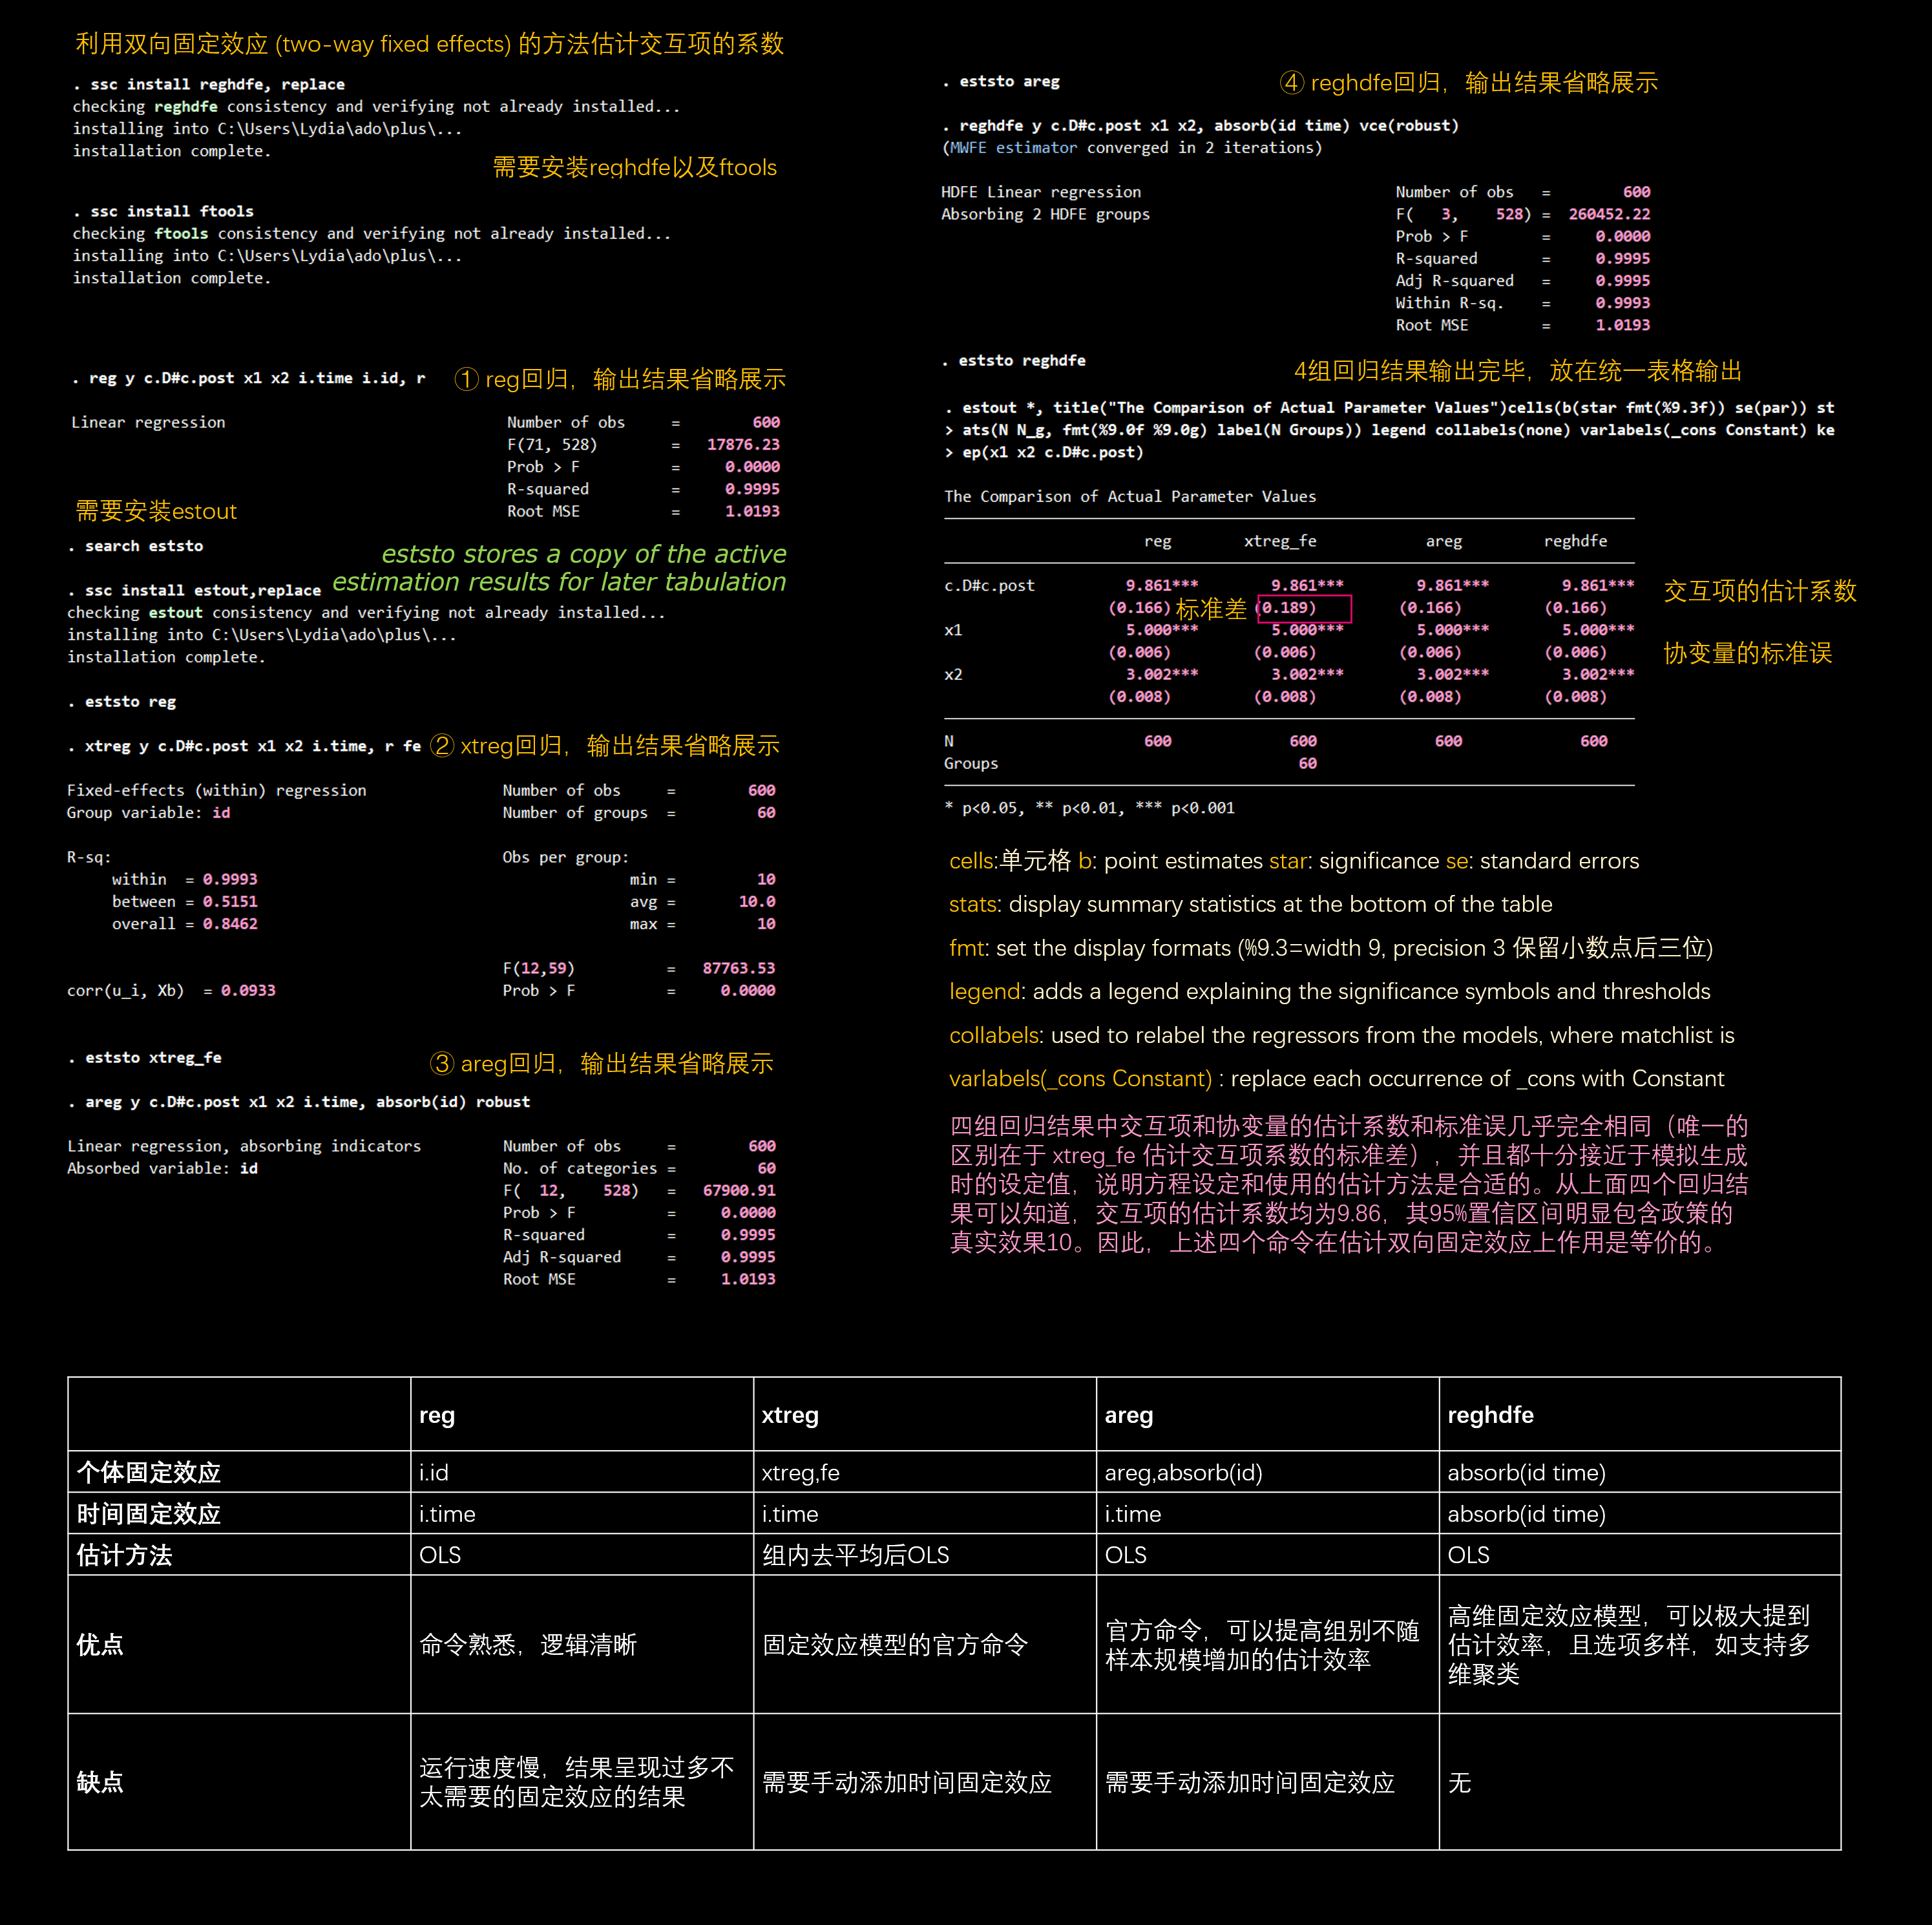 利用双向固定效应 (two-way fixed effects) 的方法估计交互项的系数
. ssc install reghdfe, replace
checking reghdfe consistency and verifying not already installed...
installing into C:\Users\Lydia\ado\plus\...
installation complete.
需要安装reghdfe以及ftools
. ssc install ftools
checking ftools consistency and verifying not already installed...
installing into C:\Users\Lydia\ado\plus\...
installation complete.
. reg y c.D#c.post x1 x2 i.time i.id, r
① reg回归，输出结果省略展示
Linear regression Number of obs = 600
F(71, 528) = 17876.23
Prob > F = 0.0000
R-squared = 0.9995
Root MSE = 1.0193
需要安装estout
. search eststo
eststo stores a copy of the active
estimation results for later tabulation
. ssc install estout,replace
checking estout consistency and verifying not already installed...
installing into C:\Users\Lydia\ado\plus\...
installation complete.
. eststo reg
. xtreg y c.D#c.post x1 x2 i.time, r fe
② xtreg回归，输出结果省略展示
Fixed-effects (within) regression Number of obs = 600
Group variable: id Number of groups = 60
R-sq: Obs per group:
within = 0.9993 min = 10
between = 0.5151 avg = 10.0
overall = 0.8462 max = 10
F(12,59) = 87763.53
corr(u_i, Xb) = 0.0933 Prob > F = 0.0000
. eststo xtreg_fe
③ areg回归，输出结果省略展示
. areg y c.D#c.post x1 x2 i.time, absorb(id) robust
Linear regression, absorbing indicators Number of obs = 600
Absorbed variable: id No. of categories = 60
F( 12, 528) = 67900.91
Prob > F = 0.0000
R-squared = 0.9995
Adj R-squared = 0.9995
Root MSE = 1.0193
. eststo areg
④ reghdfe回归，输出结果省略展示
. reghdfe y c.D#c.post x1 x2, absorb(id time) vce(robust)
(MWFE estimator converged in 2 iterations)
HDFE Linear regression Number of obs = 600
Absorbing 2 HDFE groups F( 3, 528) = 260452.22
Prob > F = 0.0000
R-squared = 0.9995
Adj R-squared = 0.9995
Within R-sq. = 0.9993
Root MSE = 1.0193
. eststo reghdfe
4组回归结果输出完毕，放在统一表格输出
. estout *, title("The Comparison of Actual Parameter Values")cells(b(star fmt(%9.3f)) se(par)) st
> ats(N N_g, fmt(%9.0f %9.0g) label(N Groups)) legend collabels(none) varlabels(_cons Constant) ke
> ep(x1 x2 c.D#c.post)
The Comparison of Actual Parameter Values
reg xtreg_fe areg reghdfe
c.D#c.post 9.861*** 9.861*** 9.861*** 9.861*** 交互项的估计系数
(0.166) 标准差 (0.189) (0.166) (0.166)
x1 5.000*** 5.000*** 5.000*** 5.000***
(0.006) (0.006) (0.006) (0.006) 协变量的标准误
x2 3.002*** 3.002*** 3.002*** 3.002***
(0.008) (0.008) (0.008) (0.008)
N 600 600 600 600
Groups 60
* p<0.05, ** p<0.01, *** p<0.001
cells:单元格 b: point estimates star: significance se: standard errors
stats: display summary statistics at the bottom of the table
fmt: set the display formats (%9.3=width 9, precision 3 保留小数点后三位)
legend: adds a legend explaining the significance symbols and thresholds
collabels: used to relabel the regressors from the models, where matchlist is
varlabels(_cons Constant) : replace each occurrence of _cons with Constant
四组回归结果中交互项和协变量的估计系数和标准误几乎完全相同（唯一的
区别在于 xtreg_fe 估计交互项系数的标准差），并且都十分接近于模拟生成
时的设定值，说明方程设定和使用的估计方法是合适的。从上面四个回归结
果可以知道，交互项的估计系数均为9.86，其95%置信区间明显包含政策的
真实效果10。因此，上述四个命令在估计双向固定效应上作用是等价的。
reg xtreg areg reghdfe
个体固定效应 i.id xtreg,fe areg,absorb(id) absorb(id time)
时间固定效应 i.time i.time i.time absorb(id time)
估计方法 OLS 组内去平均后OLS OLS OLS
优点
命令熟悉，逻辑清晰
固定效应模型的官方命令
官方命令，可以提高组别不随
样本规模增加的估计效率
高维固定效应模型，可以极大提到
估计效率，且选项多样，如支持多
维聚类
缺点
运行速度慢，结果呈现过多不
太需要的固定效应的结果
需要手动添加时间固定效应
需要手动添加时间固定效应
无